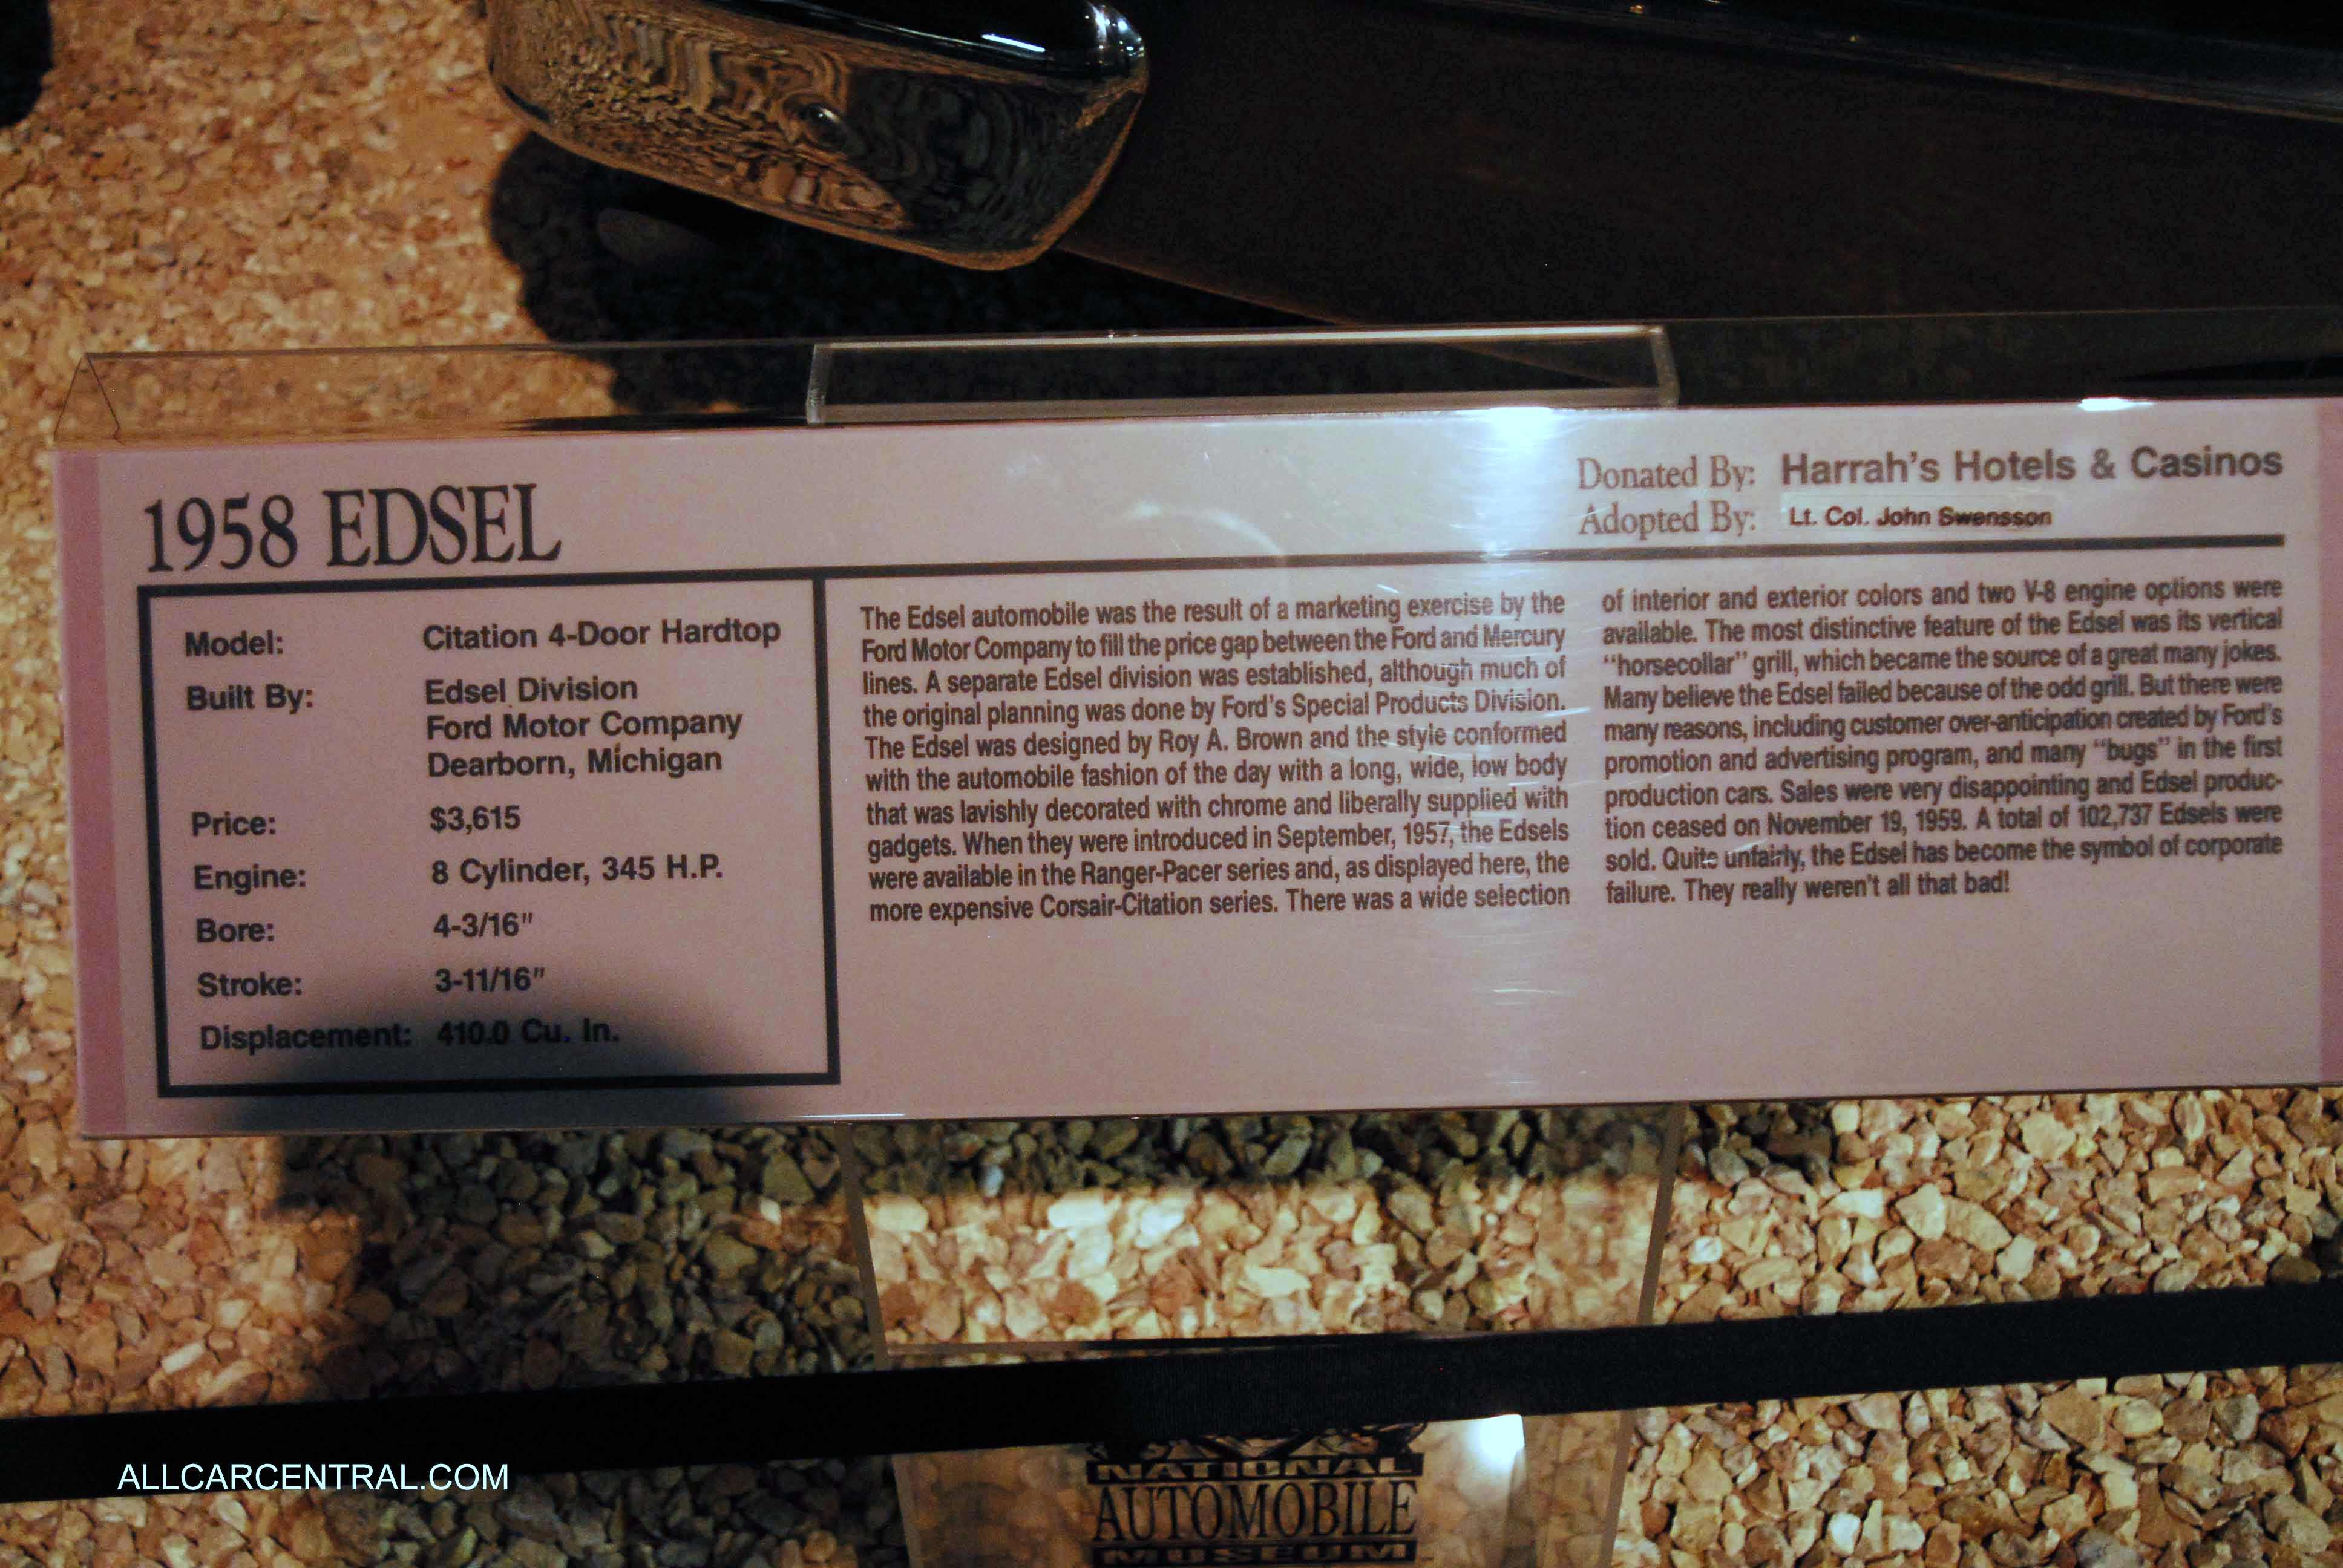 1958 EDSEL
Donated By: Harrah's Hotels & Casinos
Adopted By: Lt. Col. John Swensson
Model: Citation 4-Door Hardtop
Built By: Edsel Division
Ford Motor Company
Dearborn, Michigan
Price: $3,615
Engine: 8 Cylinder, 345 H.P.
Bore: 4-3/16"
Stroke: 3-11/16"
Displacement: 410.0 Cu. In.
The Edsel automobile was the result of a marketing exercise by the
Ford Motor Company to fill the price gap between the Ford and Mercury
lines. A separate Edsel division was established, although much of
the original planning was done by Ford's Special Products Division.
The Edsel was designed by Roy A. Brown and the style conformed
with the automobile fashion of the day with a long, wide, low body
that was lavishly decorated with chrome and liberally supplied with
gadgets. When they were introduced in September, 1957, the Edsels
were available in the Ranger-Pacer series and, as displayed here, the
more expensive Corsair-Citation series. There was a wide selection
of interior and exterior colors and two V-8 engine options were
available. The most distinctive feature of the Edsel was its vertical
"horsecollar" grill, which became the source of a great many jokes.
Many believe the Edsel failed because of the odd grill. But there were
many reasons, including customer over-anticipation created by Ford's
promotion and advertising program, and many "bugs" in the first
production cars. Sales were very disappointing and Edsel produc-
tion ceased on November 19, 1959. A total of 102,737 Edsels were
sold. Quite unfairly, the Edsel has become the symbol of corporate
failure. They really weren't all that bad!
ALLCARCENTRAL.COM
NATIONAL
AUTOMOBILE
MUSEUM